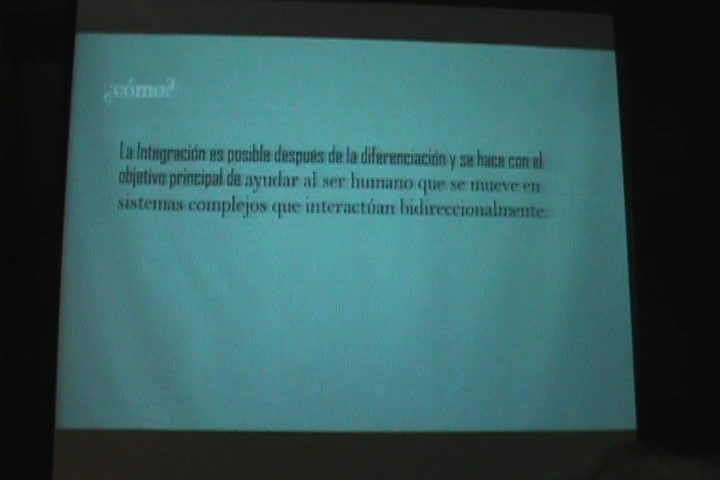 ¿cómo?
La Integración es posible después de la diferenciación y se hace con el
objetivo principal de ayudar al ser humano que se mueve en
sistemas complejos que interactúan bidireccionalmente.